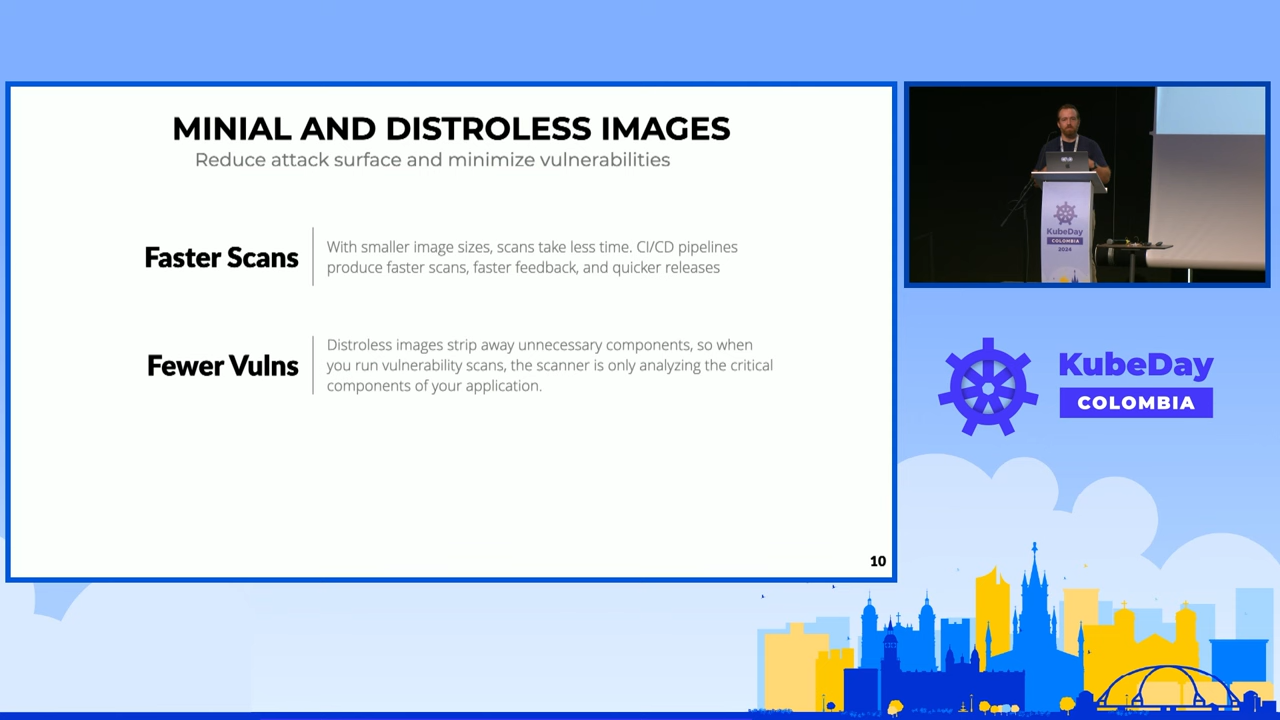 MINIAL AND DISTROLESS IMAGES
Reduce attack surface and minimize vulnerabilities
Faster Scans
With smaller image sizes, scans take less time. CI/CD pipelines
produce faster scans, faster feedback, and quicker releases
Fewer Vulns
Distroless images strip away unnecessary components, so when
you run vulnerability scans, the scanner is only analyzing the critical
components of your application.
10
KubeDay
COLOMBIA
2024
KubeDay
COLOMBIA